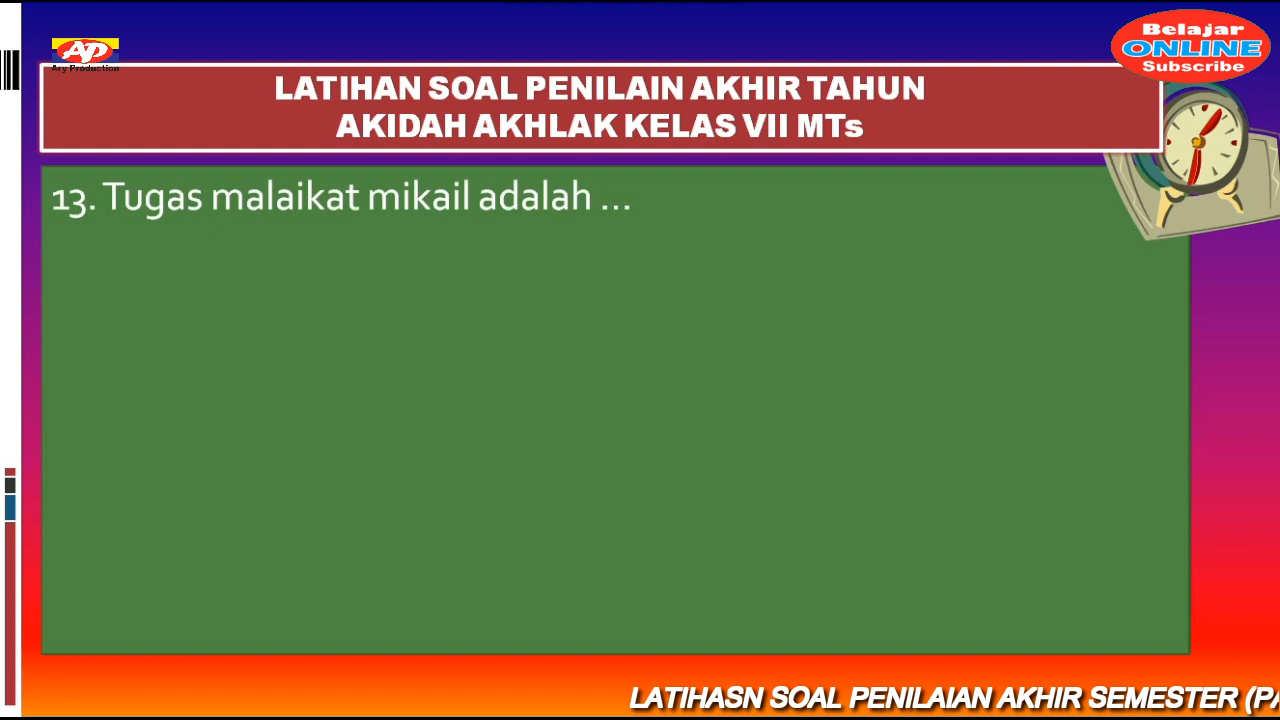 Belajar
ONLINE
Subscribe
AP
Ary Production
LATIHAN SOAL PENILAIN AKHIR TAHUN
AKIDAH AKHLAK KELAS VII MTs
13. Tugas malaikat mikail adalah ...
LATIHASN SOAL PENILAIAN AKHIR SEMESTER (PA